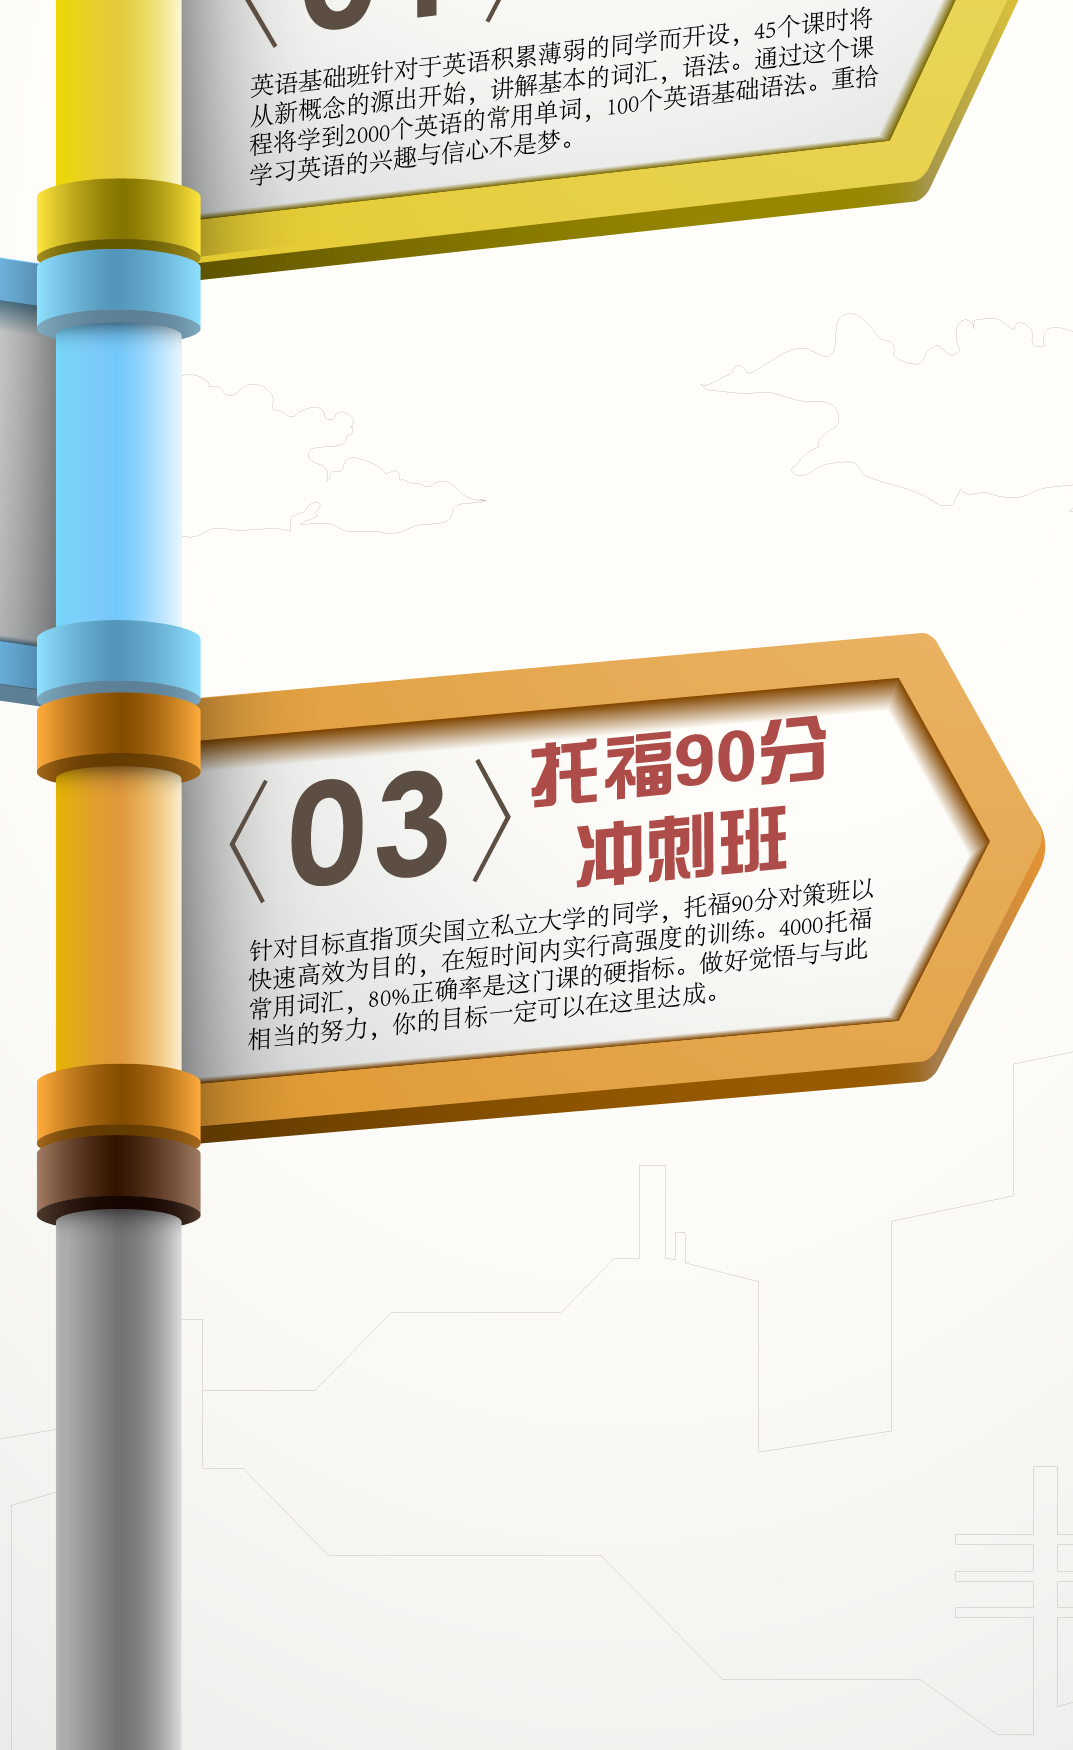 01
英语基础班针对于英语积累薄弱的同学而开设，45个课时将
从新概念的源出开始，讲解基本的词汇，语法。通过这个课
程将学到2000个英语的常用单词，100个英语基础语法。重拾
学习英语的兴趣与信心不是梦。
〈03〉
托福90分
冲刺班
针对目标直指顶尖国立私立大学的同学，托福90分对策班以
快速高效为目的，在短时间内实行高强度的训练。4000托福
常用词汇，80%正确率是这门课的硬指标。做好觉悟与与此
相当的努力，你的目标一定可以在这里达成。